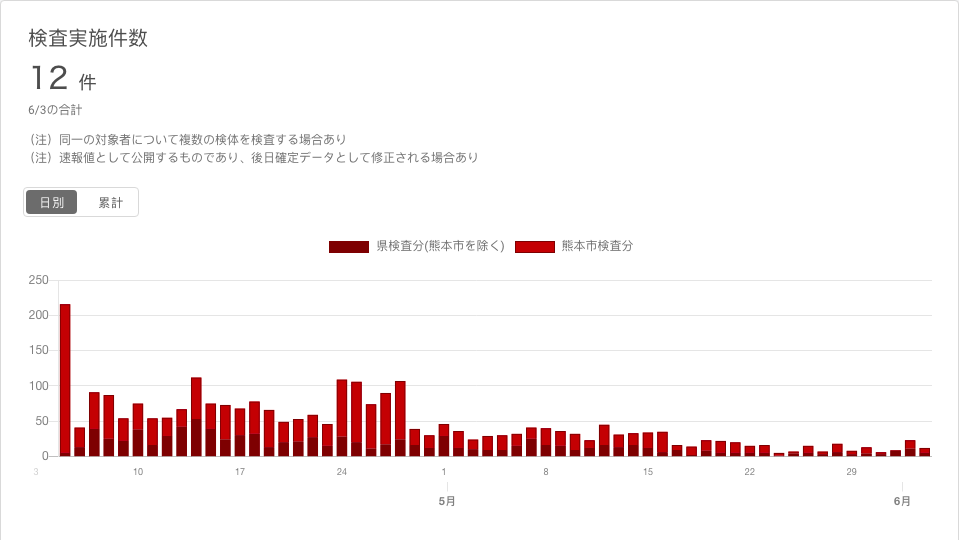 検査実施件数
12 件
6/3の合計
（注）同一の対象者について複数の検体を検査する場合あり
（注）速報値として公開するものであり、後日確定データとして修正される場合あり
日別 累計
県検査分(熊本市を除く) 熊本市検査分
250
200
150
100
50
0
3 10 17 24 1 8 15 22 29
5月 6月